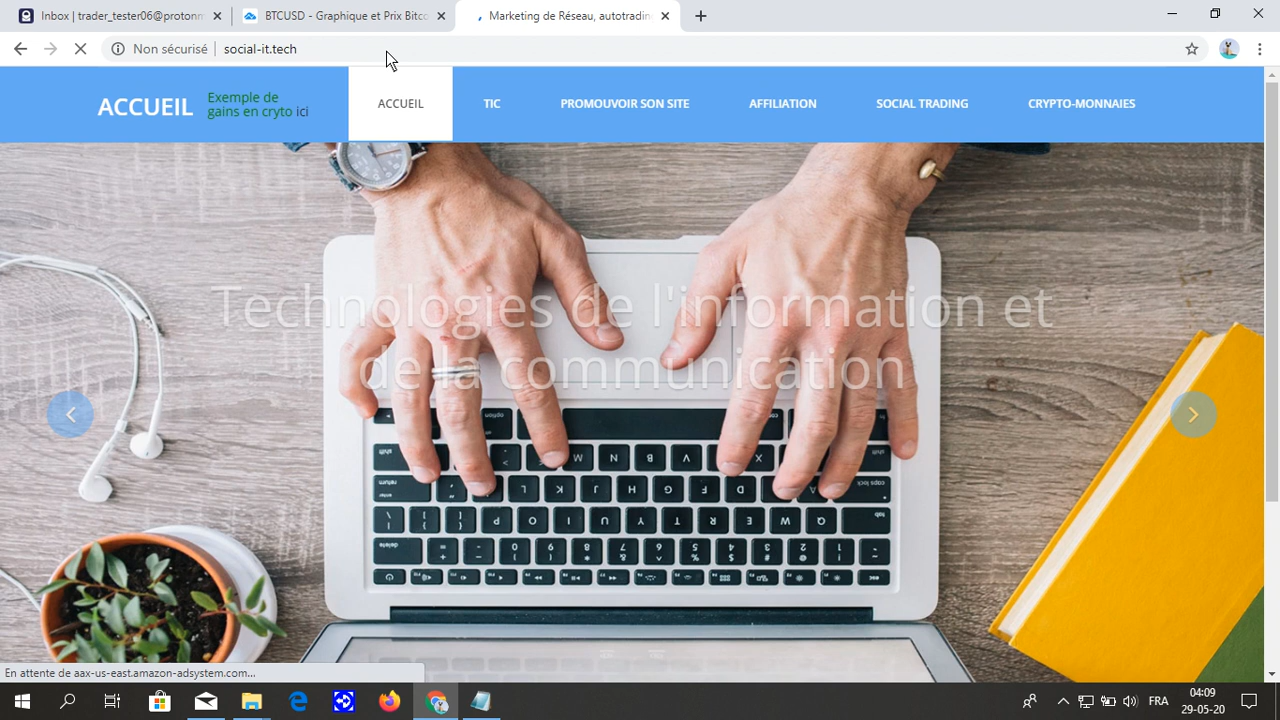 Inbox | trader_tester06@protonm
BTCUSD - Graphique et Prix Bitco
Marketing de Réseau, autotradin
Non sécurisé
social-it.tech
ACCUEIL
Exemple de
gains en cryto ici
ACCUEIL
TIC
PROMOUVOIR SON SITE
AFFILIATION
SOCIAL TRADING
CRYPTO-MONNAIES
Technologies de l'information et
de la communication
En attente de aax-us-east.amazon-adsystem.com...
FRA
04:09
29-05-20